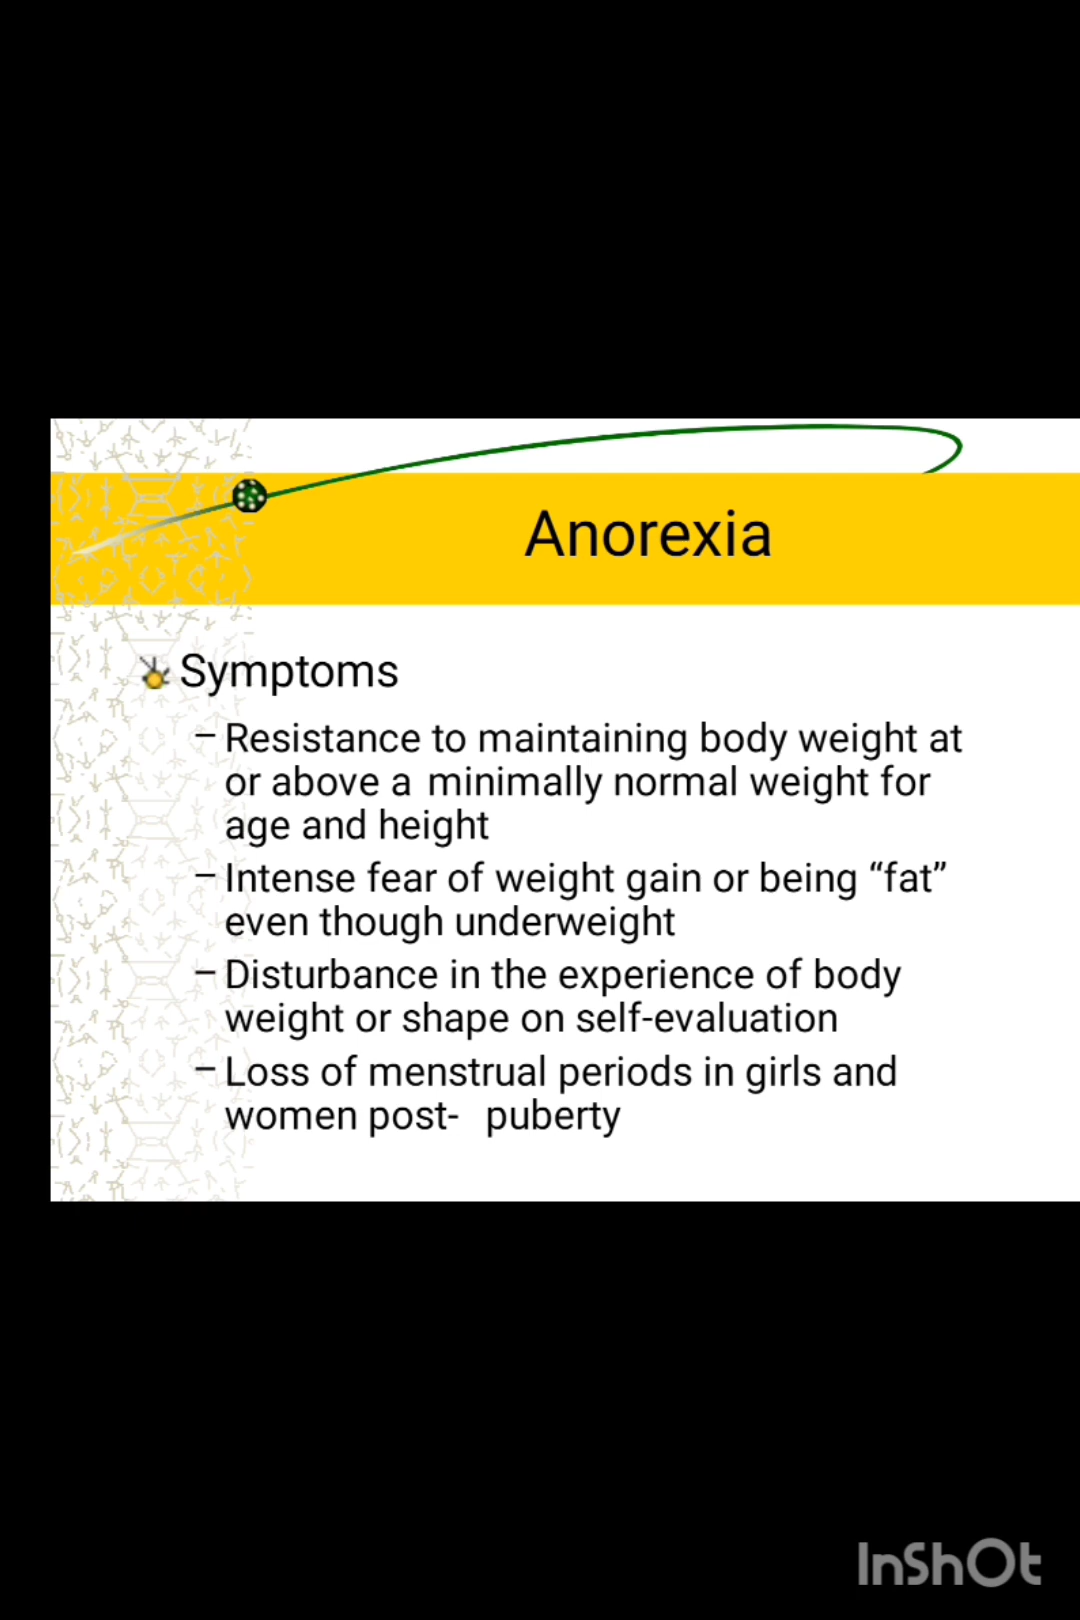 Anorexia
Symptoms
– Resistance to maintaining body weight at
or above a minimally normal weight for
age and height
– Intense fear of weight gain or being “fat”
even though underweight
– Disturbance in the experience of body
weight or shape on self-evaluation
– Loss of menstrual periods in girls and
women post- puberty
InShOt